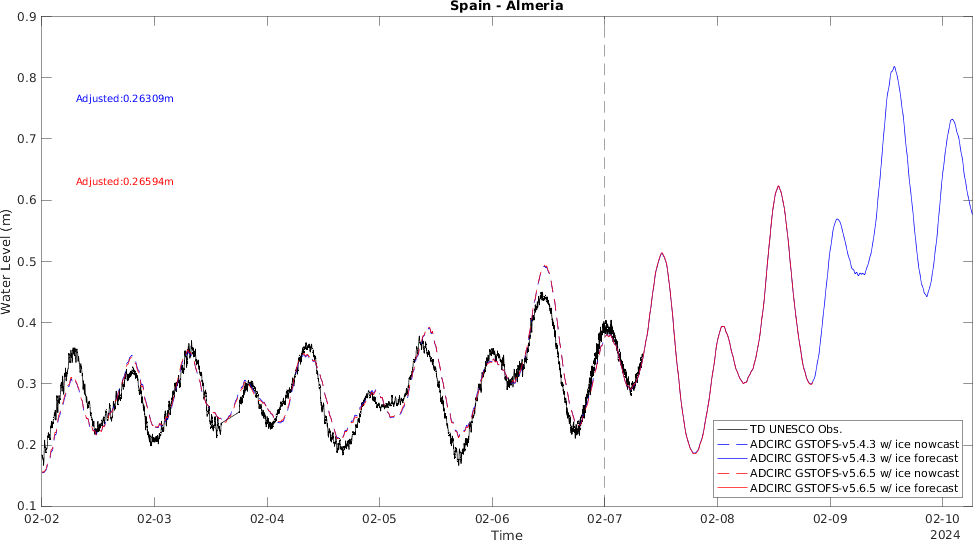 Spain - Almeria
0.9
0.8
0.7
0.6
0.5
0.4
0.3
0.2
0.1
Water Level (m)
Adjusted:0.26309m
Adjusted:0.26594m
TD UNESCO Obs.
ADCIRC GSTOFS-v5.4.3 w/ ice nowcast
ADCIRC GSTOFS-v5.4.3 w/ ice forecast
ADCIRC GSTOFS-v5.6.5 w/ ice nowcast
ADCIRC GSTOFS-v5.6.5 w/ ice forecast
02-02 02-03 02-04 02-05 02-06 02-07 02-08 02-09 02-10
2024
Time